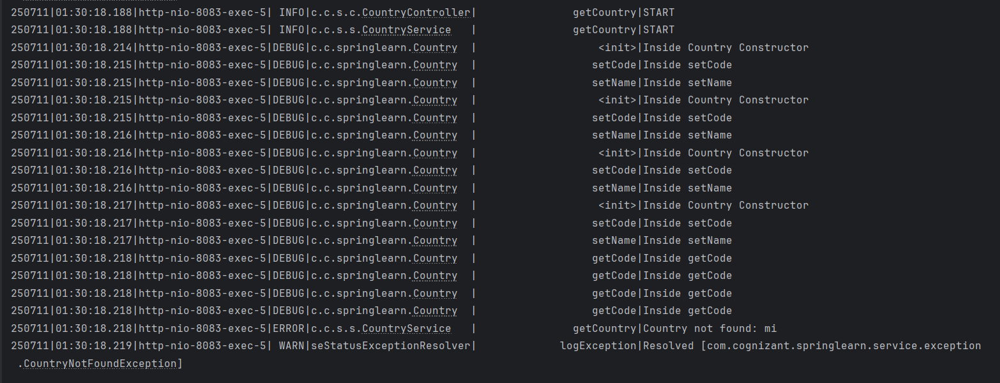 250711|01:30:18.188|http-nio-8083-exec-5| INFO|c.c.s.c.CountryController|               getCountry|START
250711|01:30:18.188|http-nio-8083-exec-5| INFO|c.c.s.s.CountryService   |               getCountry|START
250711|01:30:18.214|http-nio-8083-exec-5|DEBUG|c.c.springlearn.Country  |                   <init>|Inside Country Constructor
250711|01:30:18.215|http-nio-8083-exec-5|DEBUG|c.c.springlearn.Country  |                  setCode|Inside setCode
250711|01:30:18.215|http-nio-8083-exec-5|DEBUG|c.c.springlearn.Country  |                  setName|Inside setName
250711|01:30:18.215|http-nio-8083-exec-5|DEBUG|c.c.springlearn.Country  |                   <init>|Inside Country Constructor
250711|01:30:18.215|http-nio-8083-exec-5|DEBUG|c.c.springlearn.Country  |                  setCode|Inside setCode
250711|01:30:18.216|http-nio-8083-exec-5|DEBUG|c.c.springlearn.Country  |                  setName|Inside setName
250711|01:30:18.216|http-nio-8083-exec-5|DEBUG|c.c.springlearn.Country  |                   <init>|Inside Country Constructor
250711|01:30:18.216|http-nio-8083-exec-5|DEBUG|c.c.springlearn.Country  |                  setCode|Inside setCode
250711|01:30:18.216|http-nio-8083-exec-5|DEBUG|c.c.springlearn.Country  |                  setName|Inside setName
250711|01:30:18.217|http-nio-8083-exec-5|DEBUG|c.c.springlearn.Country  |                   <init>|Inside Country Constructor
250711|01:30:18.217|http-nio-8083-exec-5|DEBUG|c.c.springlearn.Country  |                  setCode|Inside setCode
250711|01:30:18.217|http-nio-8083-exec-5|DEBUG|c.c.springlearn.Country  |                  setName|Inside setName
250711|01:30:18.218|http-nio-8083-exec-5|DEBUG|c.c.springlearn.Country  |                  getCode|Inside getCode
250711|01:30:18.218|http-nio-8083-exec-5|DEBUG|c.c.springlearn.Country  |                  getCode|Inside getCode
250711|01:30:18.218|http-nio-8083-exec-5|DEBUG|c.c.springlearn.Country  |                  getCode|Inside getCode
250711|01:30:18.218|http-nio-8083-exec-5|DEBUG|c.c.springlearn.Country  |                  getCode|Inside getCode
250711|01:30:18.218|http-nio-8083-exec-5|ERROR|c.c.s.s.CountryService   |               getCountry|Country not found: mi
250711|01:30:18.219|http-nio-8083-exec-5| WARN|seStatusExceptionResolver|             logException|Resolved [com.cognizant.springlearn.service.exception
.CountryNotFoundException]